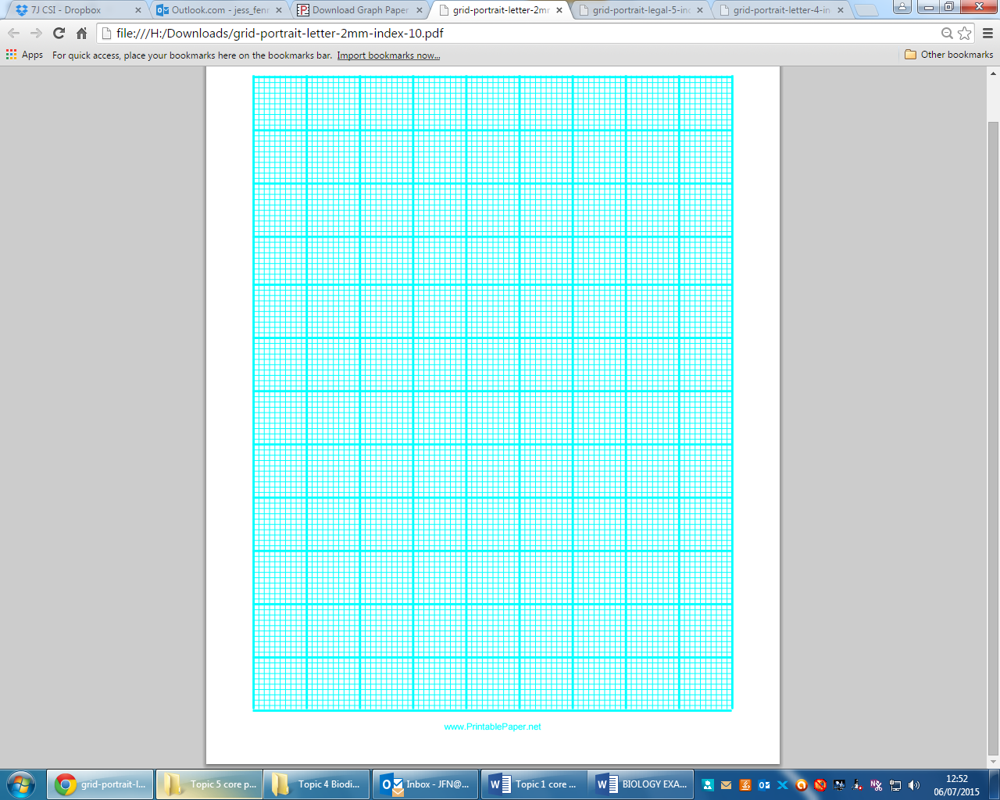 7J CSI - Dropbox
Outlook.com - jess_fenn
Download Graph Paper
grid-portrait-letter-2mm
grid-portrait-legal-5-ind
grid-portrait-letter-4-in
file:///H:/Downloads/grid-portrait-letter-2mm-index-10.pdf
Apps For quick access, place your bookmarks here on the bookmarks bar. Import bookmarks now... Other bookmarks
www.PrintablePaper.net
grid-portrait-l...
Topic 5 core p...
Topic 4 Biodi...
Inbox - JFN@...
Topic 1 core ...
BIOLOGY EXA...
12:52
06/07/2015